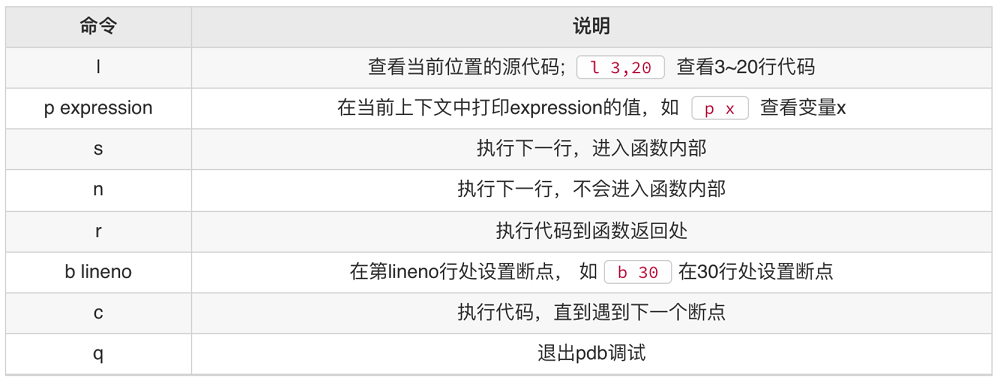 命令 说明
l 查看当前位置的源代码; l 3,20 查看3~20行代码
p expression 在当前上下文中打印expression的值，如 p x 查看变量x
s 执行下一行，进入函数内部
n 执行下一行，不会进入函数内部
r 执行代码到函数返回处
b lineno 在第lineno行处设置断点， 如 b 30 在30行处设置断点
c 执行代码，直到遇到下一个断点
q 退出pdb调试